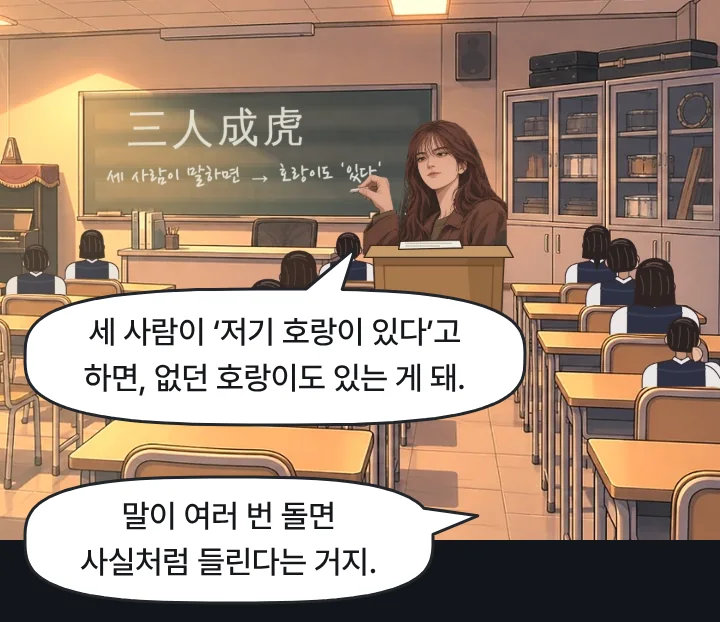 三人成虎
세 사람이 말하면 → 호랑이도 '있다'
세 사람이 ‘저기 호랑이 있다’고
하면, 없던 호랑이도 있는 게 돼.
말이 여러 번 돌면
사실처럼 들린다는 거지.